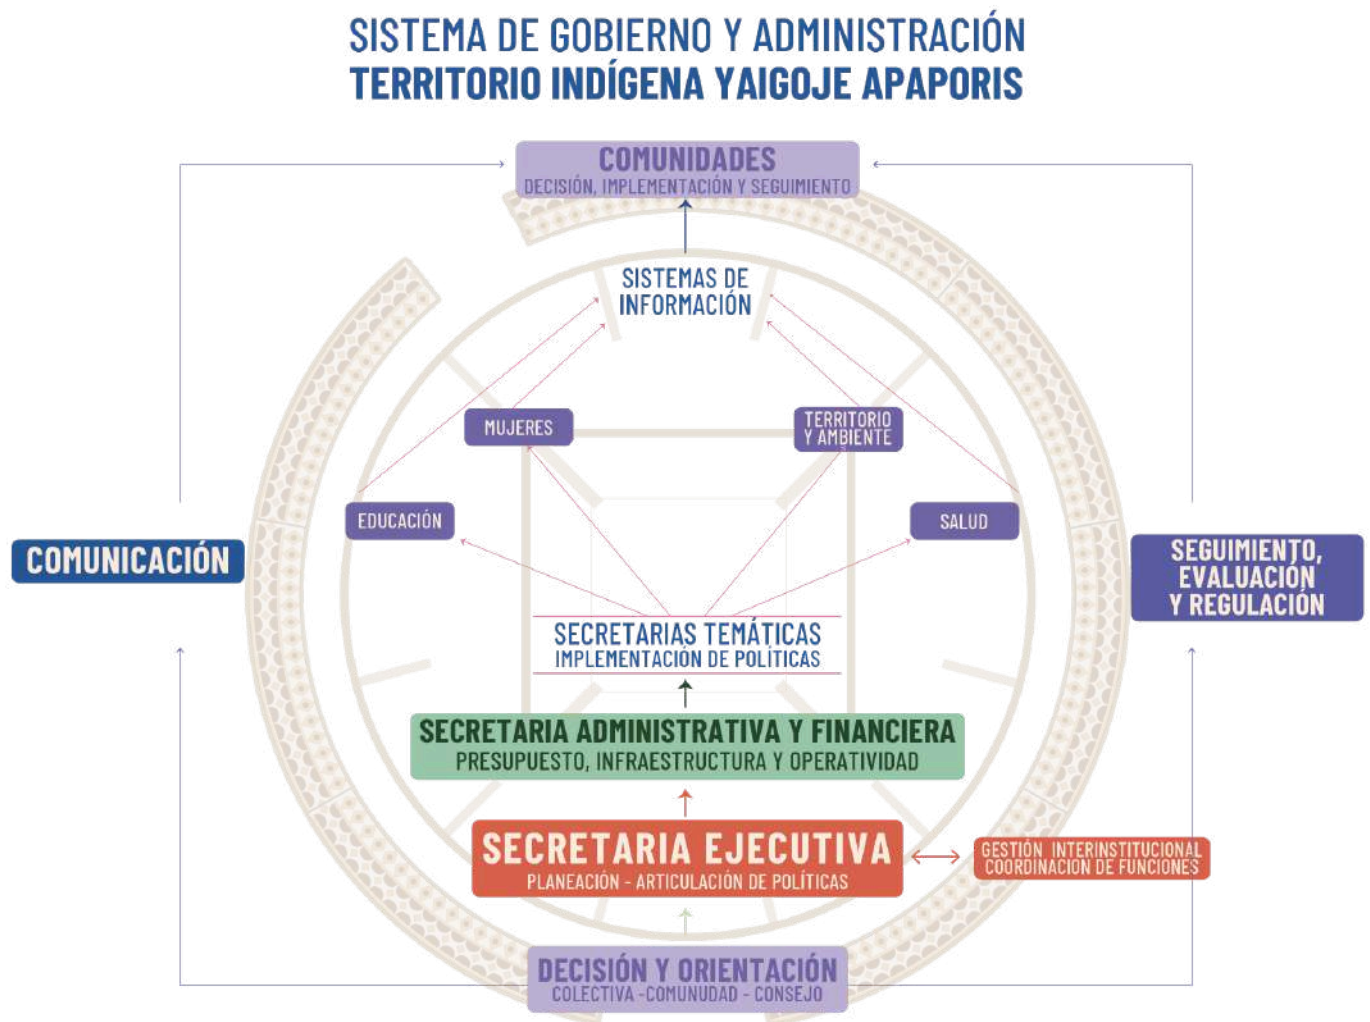 SISTEMA DE GOBIERNO Y ADMINISTRACIÓN
TERRITORIO INDÍGENA YAIGOJE APAPORIS
COMUNIDADES
DECISIÓN, IMPLEMENTACIÓN Y SEGUIMIENTO
SISTEMAS DE
INFORMACIÓN
MUJERES
TERRITORIO
Y AMBIENTE
EDUCACIÓN
SALUD
COMUNICACIÓN
SEGUIMIENTO,
EVALUACIÓN
Y REGULACIÓN
SECRETARIAS TEMÁTICAS
IMPLEMENTACIÓN DE POLÍTICAS
SECRETARIA ADMINISTRATIVA Y FINANCIERA
PRESUPUESTO, INFRAESTRUCTURA Y OPERATIVIDAD
SECRETARIA EJECUTIVA
PLANEACIÓN - ARTICULACIÓN DE POLÍTICAS
GESTIÓN INTERINSTITUCIONAL
COORDINACIÓN DE FUNCIONES
DECISIÓN Y ORIENTACIÓN
COLECTIVA -COMUNUDAD - CONSEJO